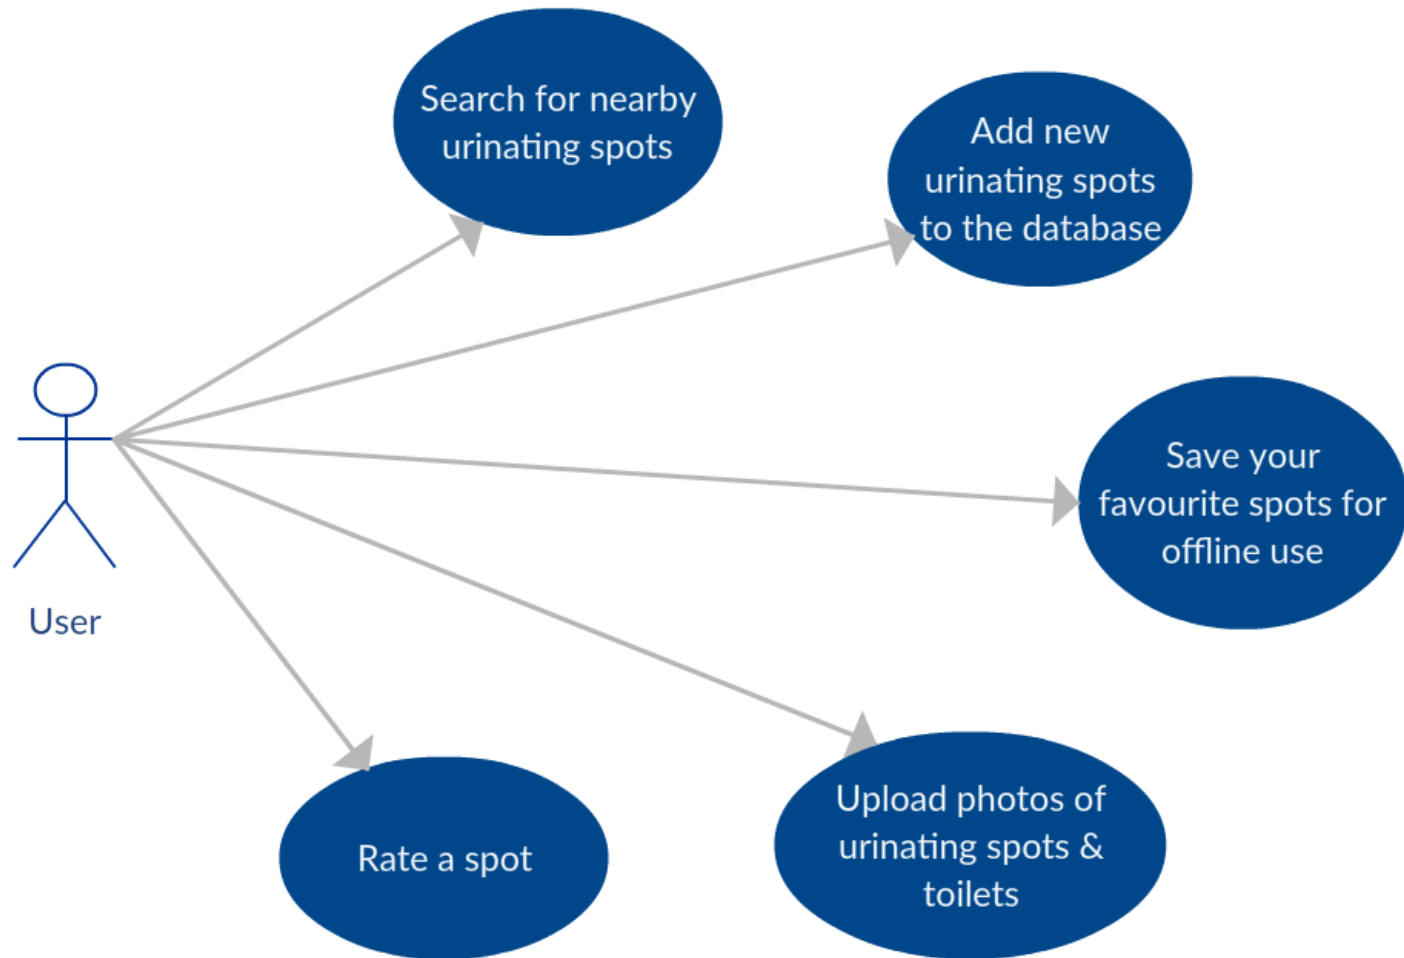 Search for nearby
urinating spots
Add new
urinating spots
to the database
Save your
favourite spots for
offline use
User
Upload photos of
urinating spots &
toilets
Rate a spot